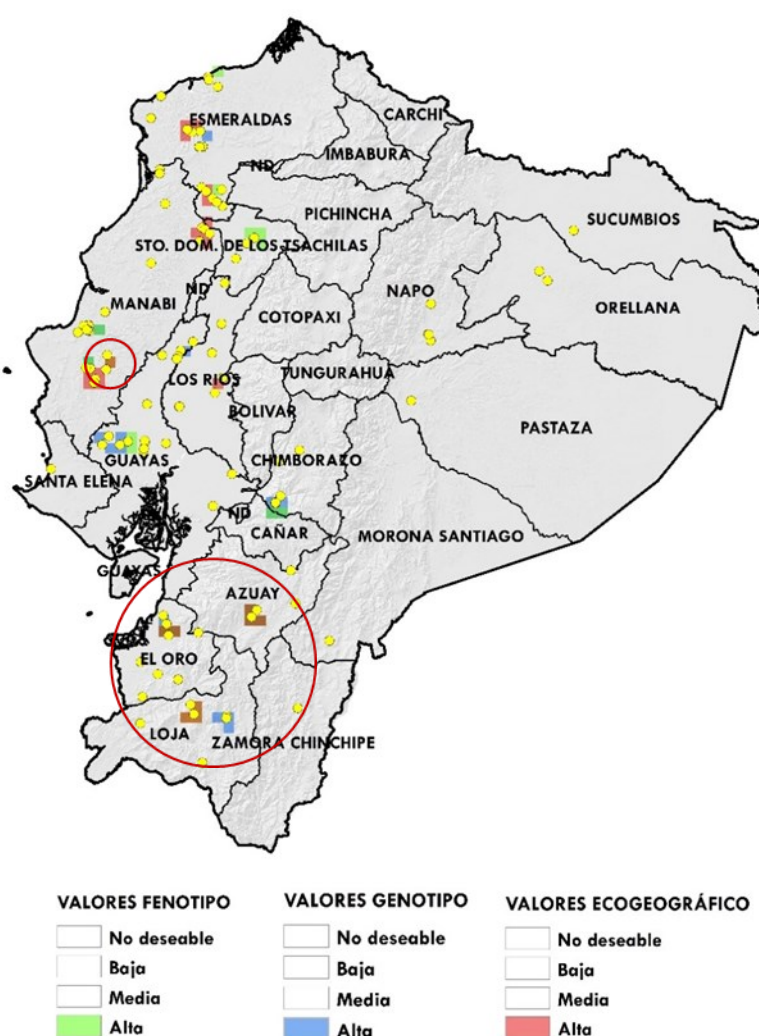 CARCHI
ESMERALDAS
IMBABURA
ND
PICHINCHA
SUCUMBIOS
STO. DOM. DE LOS TSACHILAS
ND
NAPO
MANABI
ORELLANA
COTOPAXI
TUNGURAHUA
LOS RIOS
BOLIVAR
PASTAZA
GUAYAS
CHIMBORAZO
SANTA ELENA
ND
CAÑAR
MORONA SANTIAGO
GUAYAS
AZUAY
EL ORO
LOJA
ZAMORA CHINCHIPE
VALORES FENOTIPO
No deseable
Baja
Media
Alta
VALORES GENOTIPO
No deseable
Baja
Media
Alta
VALORES ECOGEOGRÁFICO
No deseable
Baja
Media
Alta